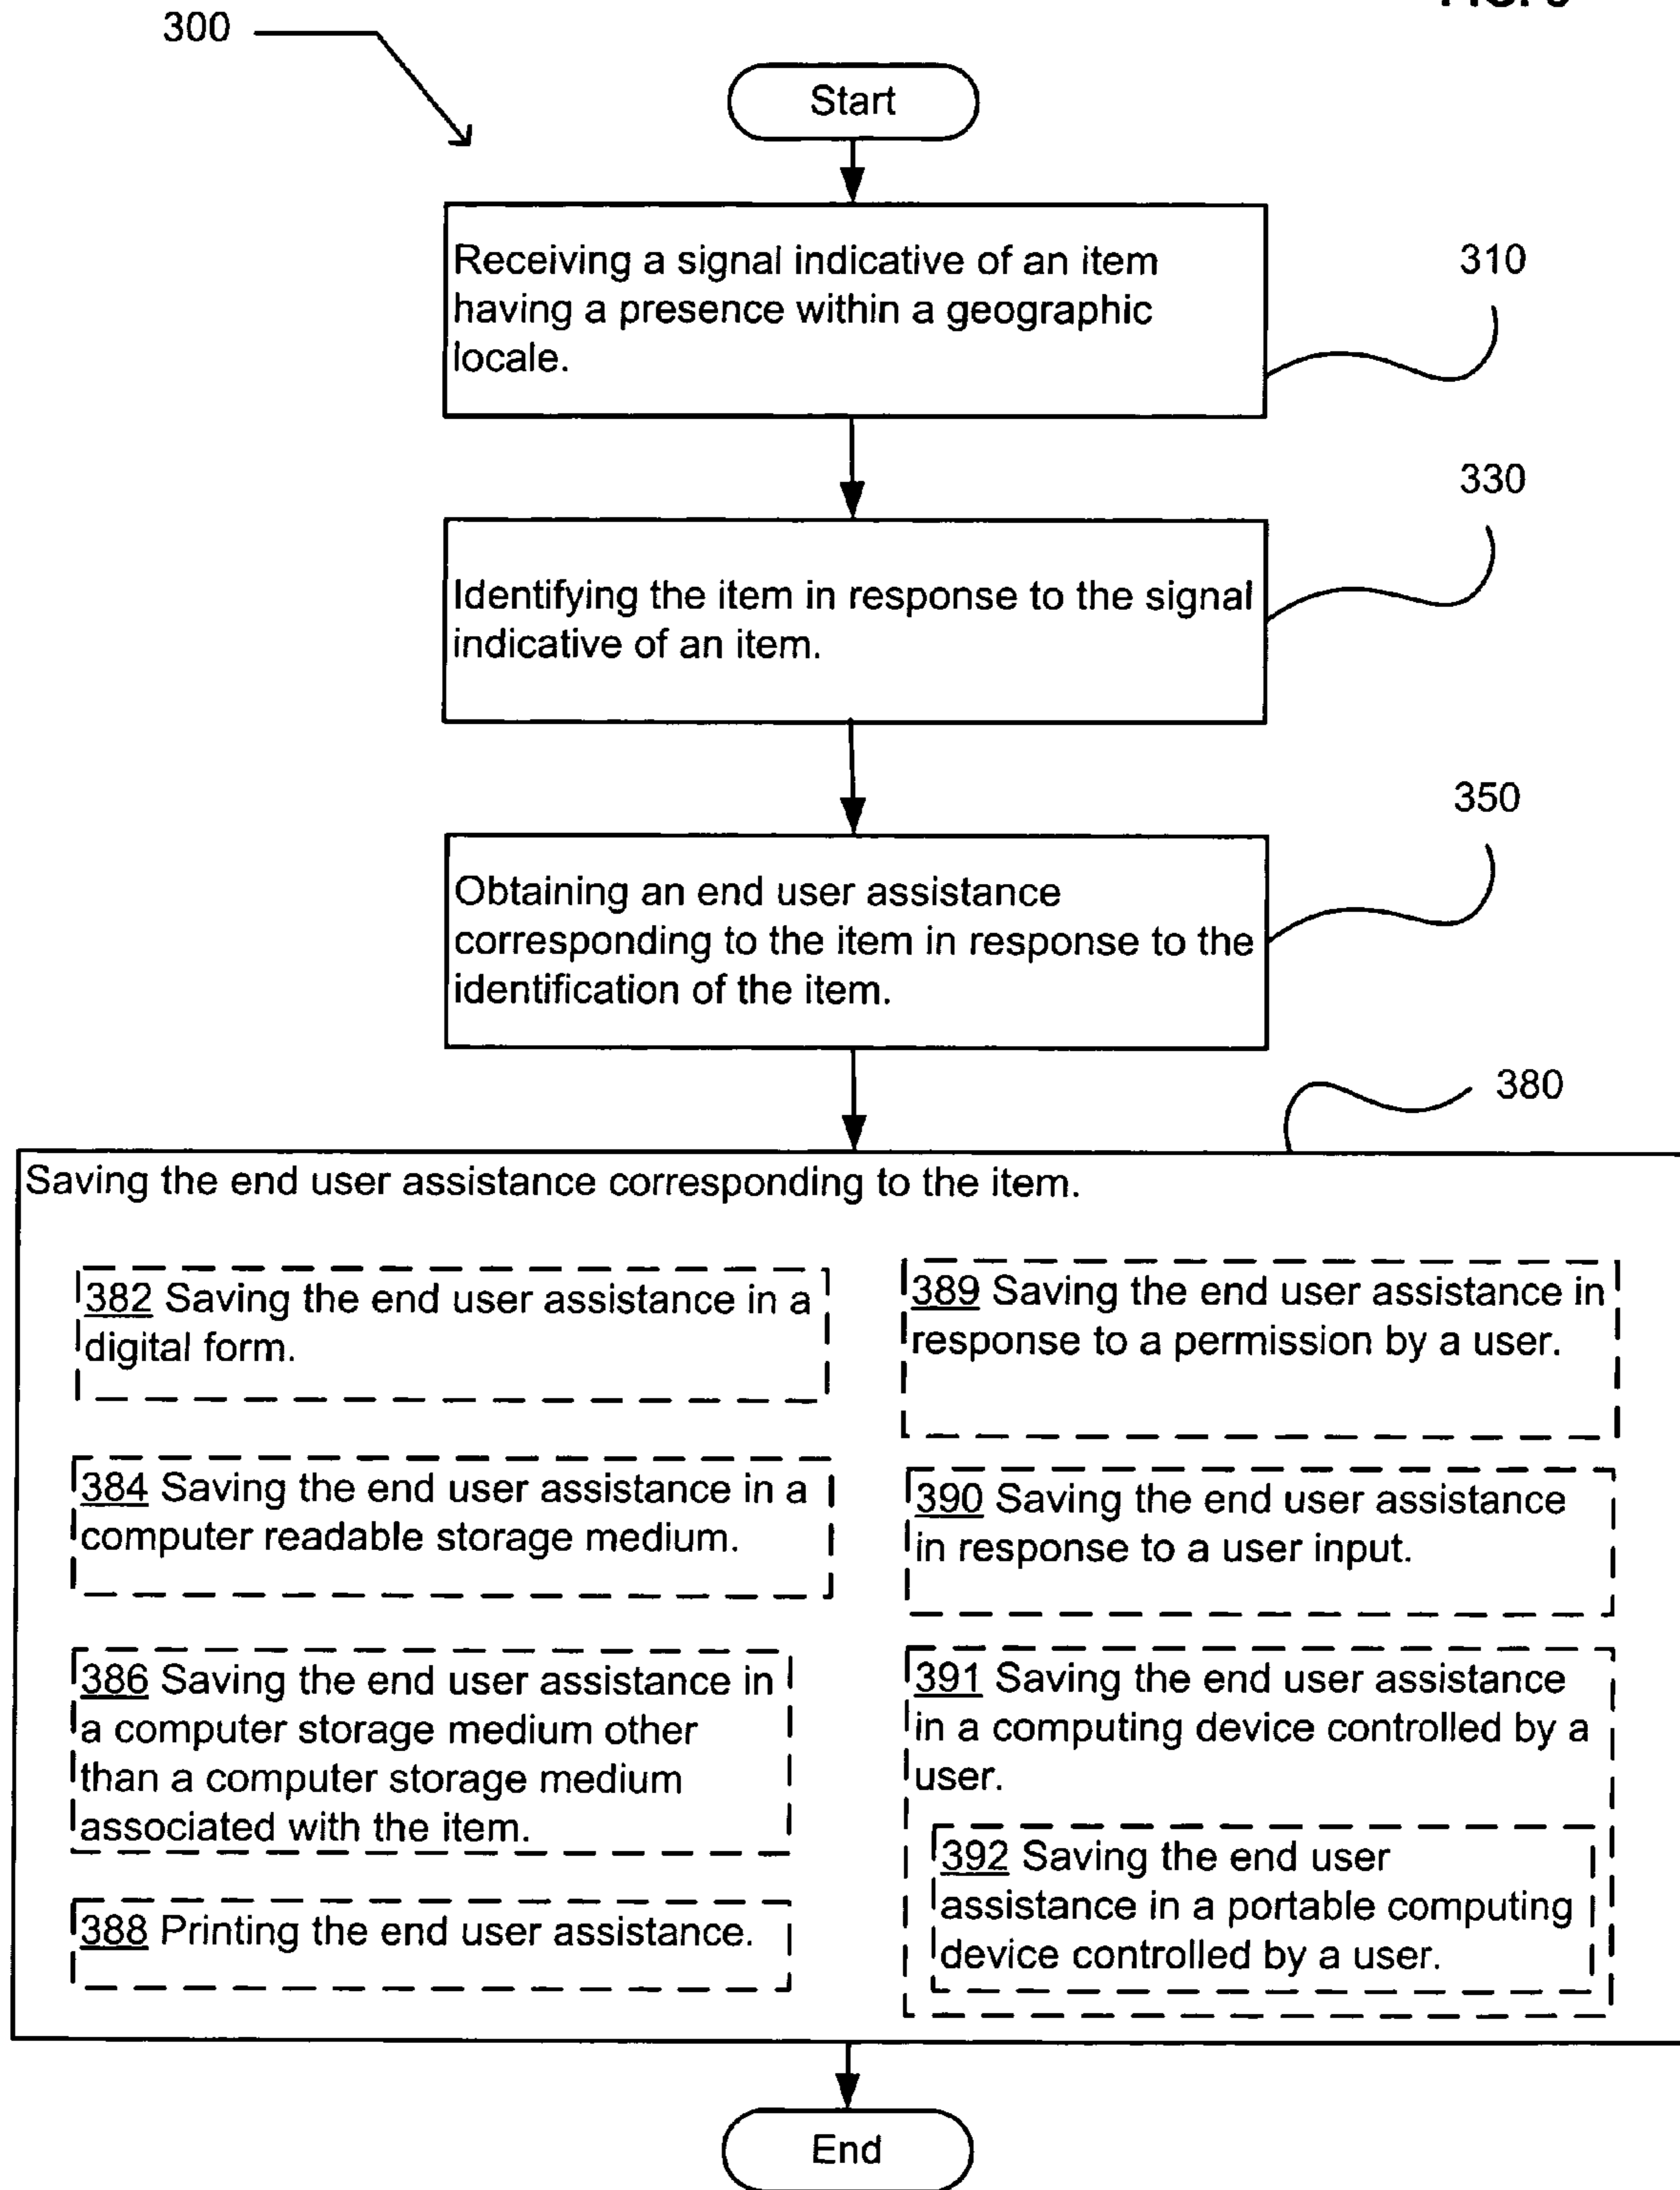 300
Start
Receiving a signal indicative of an item
having a presence within a geographic
locale.
310
Identifying the item in response to the signal
indicative of an item.
330
Obtaining an end user assistance
corresponding to the item in response to the
identification of the item.
350
380
Saving the end user assistance corresponding to the item.
382 Saving the end user assistance in a
digital form.
384 Saving the end user assistance in a
computer readable storage medium.
386 Saving the end user assistance in
a computer storage medium other
than a computer storage medium
associated with the item.
388 Printing the end user assistance.
389 Saving the end user assistance in
response to a permission by a user.
390 Saving the end user assistance
in response to a user input.
391 Saving the end user assistance
in a computing device controlled by a
user.
392 Saving the end user
assistance in a portable computing
device controlled by a user.
End